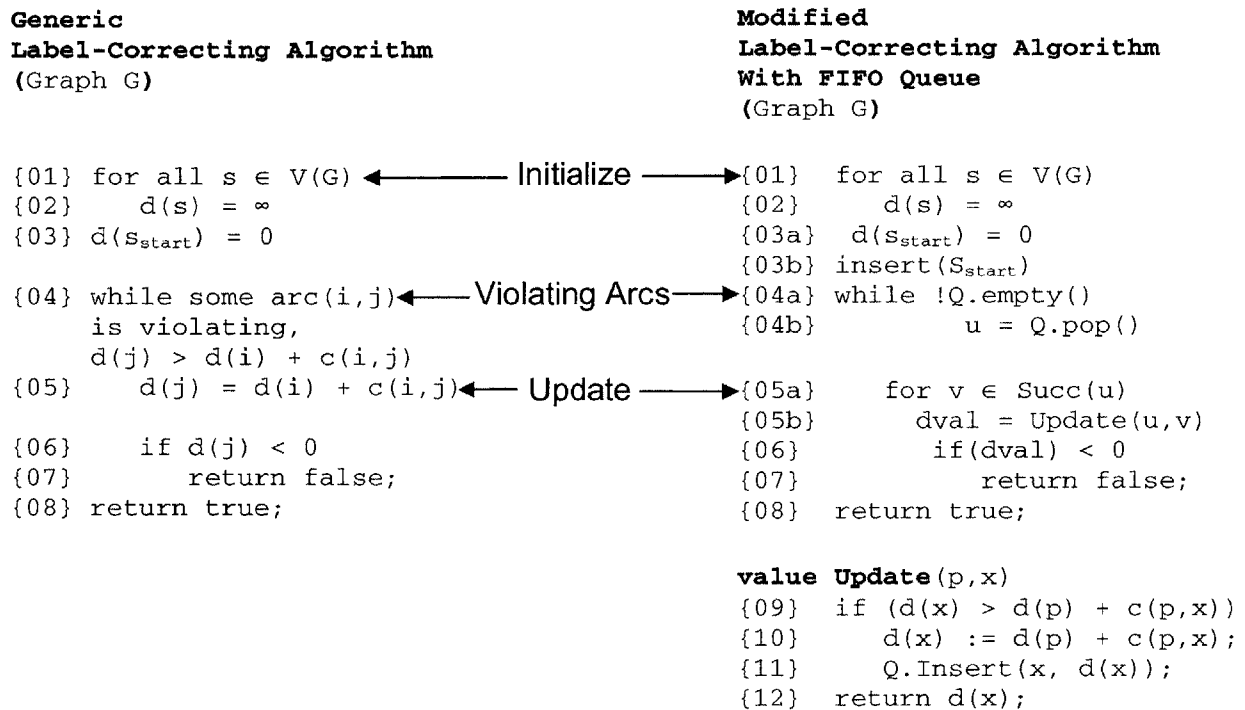 Generic
Label-Correcting Algorithm
(Graph G)
{01} for all s ∈ V(G)
{02} d(s) = ∞
{03} d(s_start) = 0
{04} while some arc(i,j)
is violating,
d(j) > d(i) + c(i,j)
{05} d(j) = d(i) + c(i,j)
{06} if d(j) < 0
{07} return false;
{08} return true;
Initialize
Violating Arcs
Update
Modified
Label-Correcting Algorithm
With FIFO Queue
(Graph G)
{01} for all s ∈ V(G)
{02} d(s) = ∞
{03a} d(s_start) = 0
{03b} insert(S_start)
{04a} while !Q.empty()
{04b} u = Q.pop()
{05a} for v ∈ Succ(u)
{05b} dval = Update(u,v)
{06} if(dval) < 0
{07} return false;
{08} return true;
value Update(p,x)
{09} if (d(x) > d(p) + c(p,x))
{10} d(x) := d(p) + c(p,x);
{11} Q.Insert(x, d(x));
{12} return d(x);